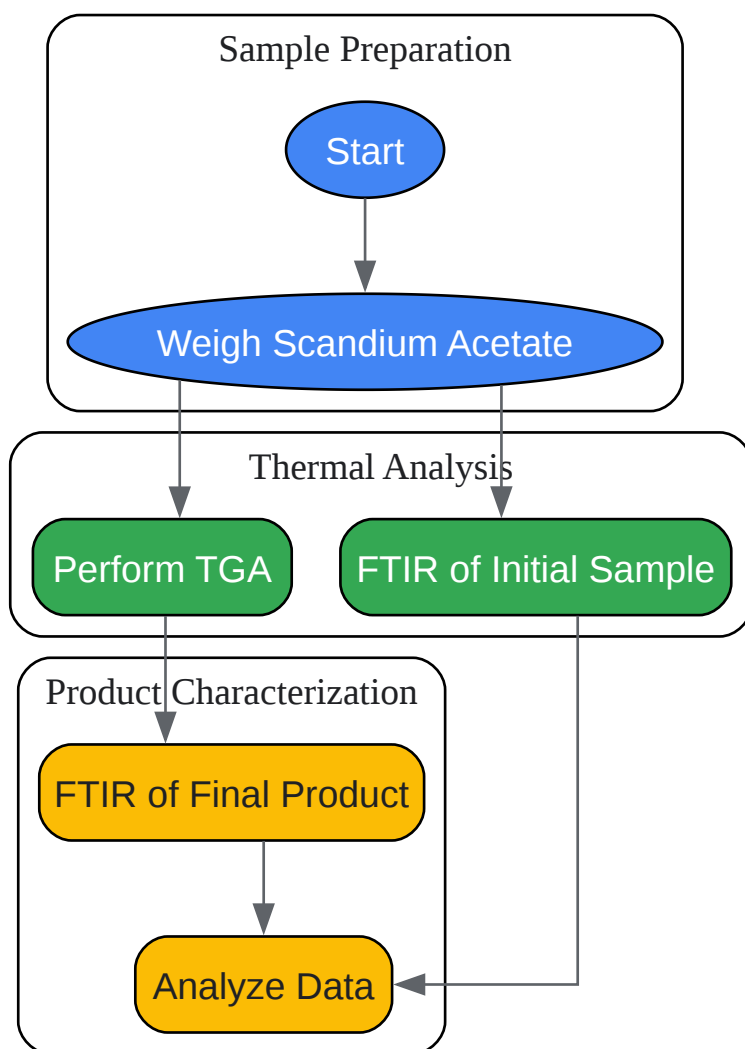 Sample Preparation
Start
Weigh Scandium Acetate
Thermal Analysis
Perform TGA
FTIR of Initial Sample
Product Characterization
FTIR of Final Product
Analyze Data